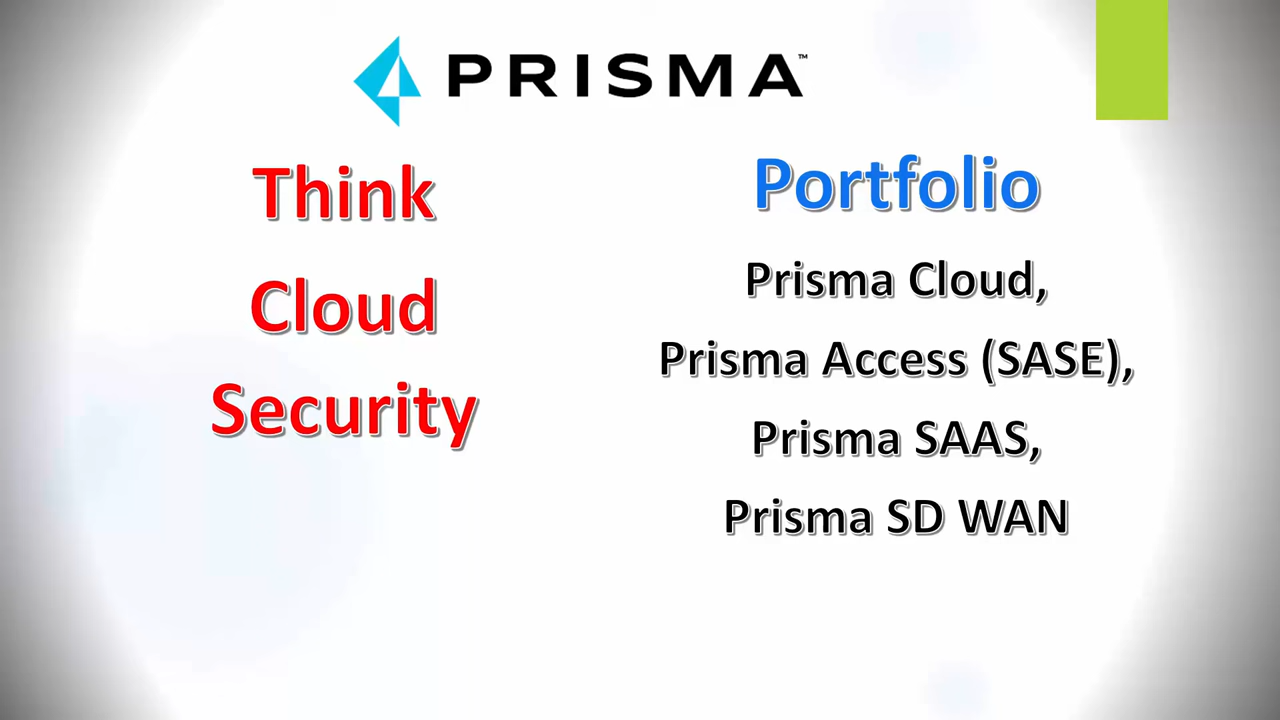 PRISMA™
Think
Cloud
Security
Portfolio
Prisma Cloud,
Prisma Access (SASE),
Prisma SAAS,
Prisma SD WAN